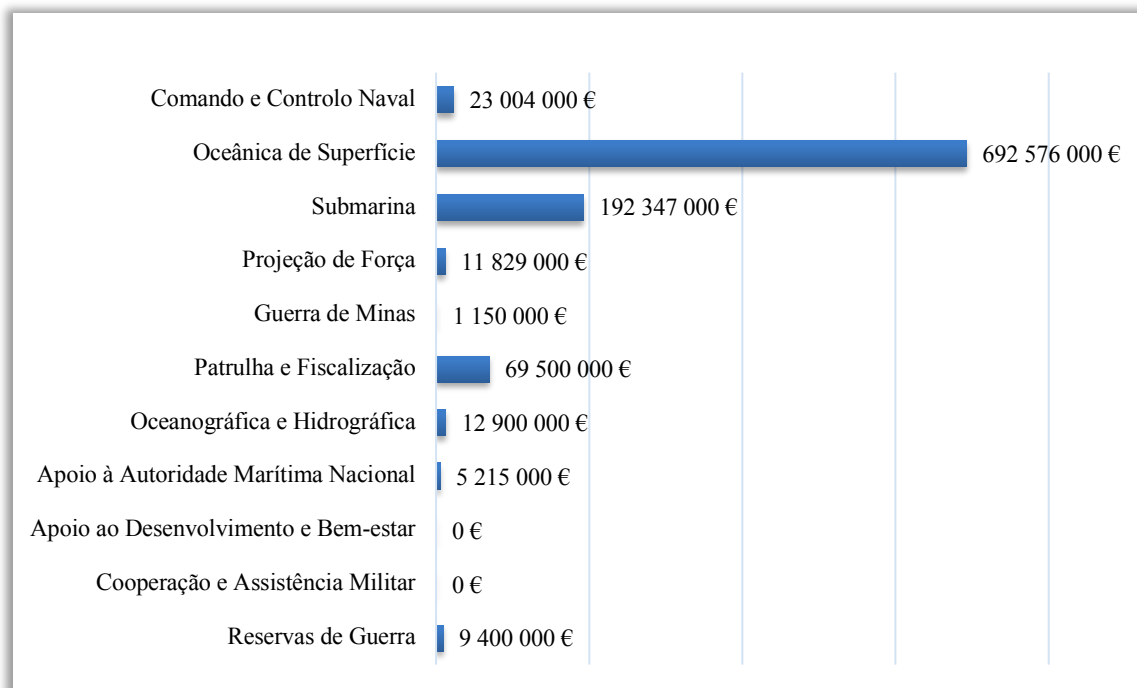 Comando e Controlo Naval 23 004 000 €
Oceânica de Superfície 692 576 000 €
Submarina 192 347 000 €
Projeção de Força 11 829 000 €
Guerra de Minas 1 150 000 €
Patrulha e Fiscalização 69 500 000 €
Oceanográfica e Hidrográfica 12 900 000 €
Apoio à Autoridade Marítima Nacional 5 215 000 €
Apoio ao Desenvolvimento e Bem-estar 0 €
Cooperação e Assistência Militar 0 €
Reservas de Guerra 9 400 000 €